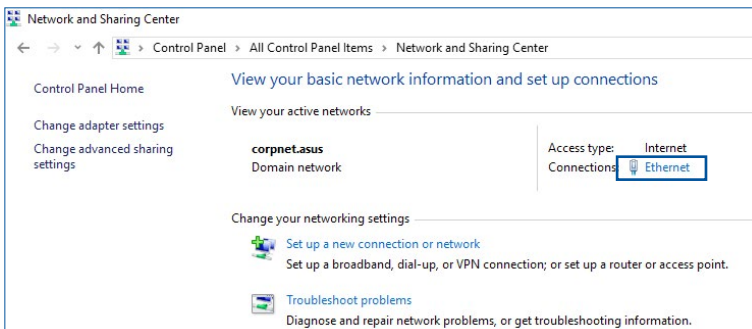 Network and Sharing Center
Control Panel > All Control Panel Items > Network and Sharing Center
Control Panel Home
Change adapter settings
Change advanced sharing
settings
View your basic network information and set up connections
View your active networks
corpnet.asus
Domain network
Access type: Internet
Connections Ethernet
Change your networking settings
Set up a new connection or network
Set up a broadband, dial-up, or VPN connection; or set up a router or access point.
Troubleshoot problems
Diagnose and repair network problems, or get troubleshooting information.